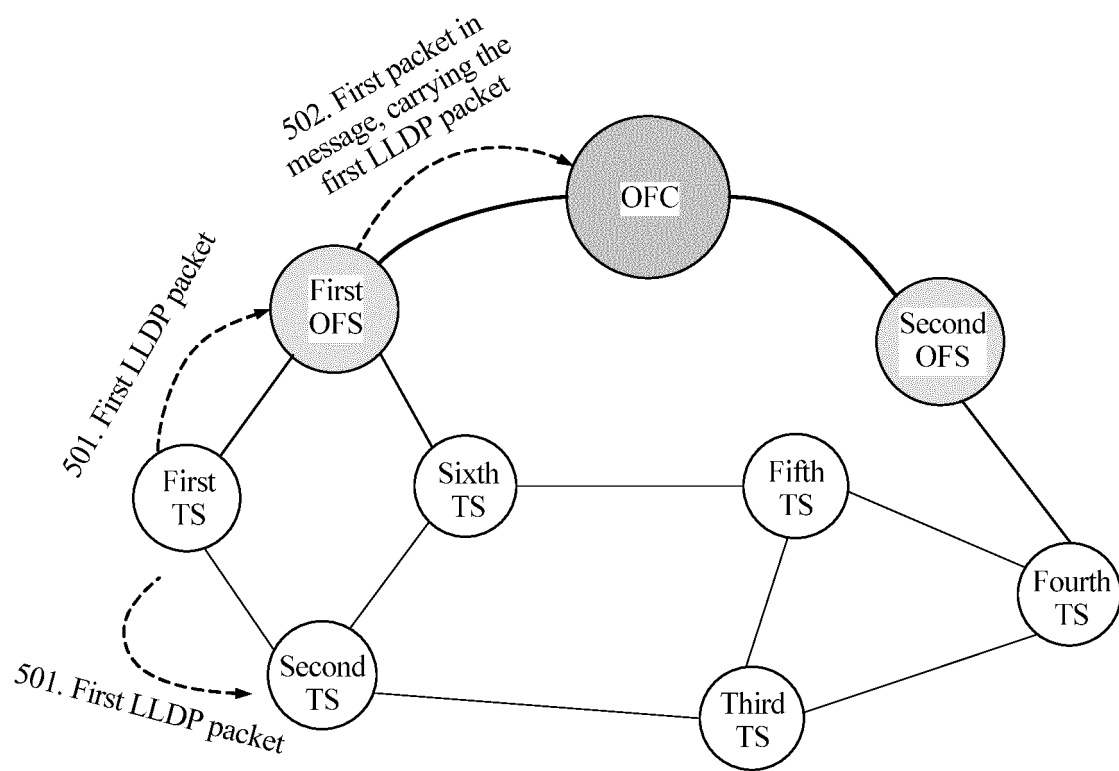 502. First packet in
message, carrying the
first LLDP packet
OFC
501. First LLDP packet
First
OFS
Second
OFS
First
TS
Sixth
TS
Fifth
TS
Fourth
TS
Second
TS
Third
TS
501. First LLDP packet